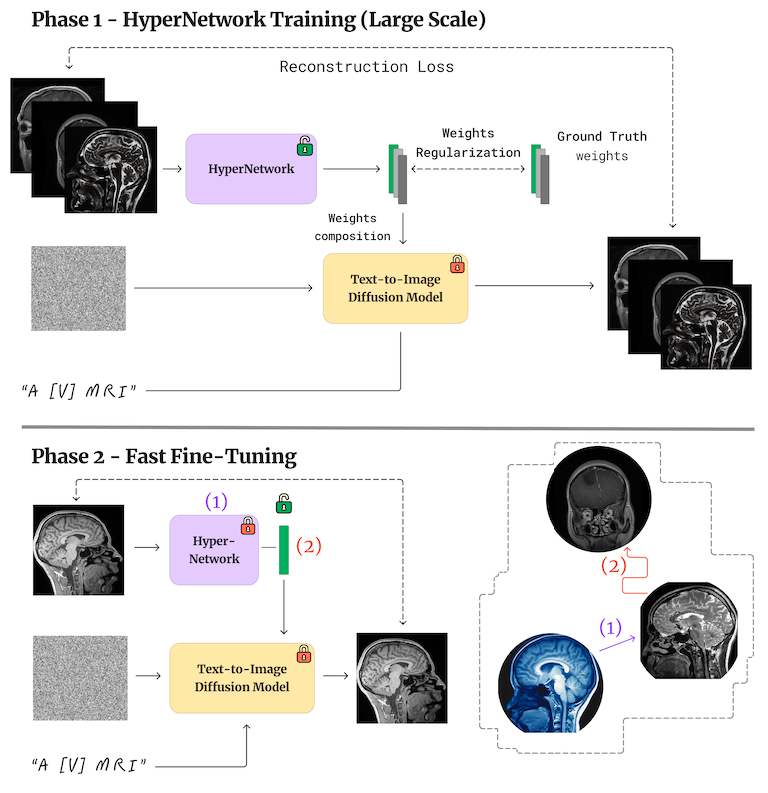 Phase 1 - HyperNetwork Training (Large Scale)
Reconstruction Loss
HyperNetwork
Weights
Regularization
Ground Truth
weights
Weights
composition
Text-to-Image
Diffusion Model
“A [V] MRI”
Phase 2 - Fast Fine-Tuning
(1)
Hyper-
Network
(2)
Text-to-Image
Diffusion Model
“A [V] MRI”
(2)
(1)